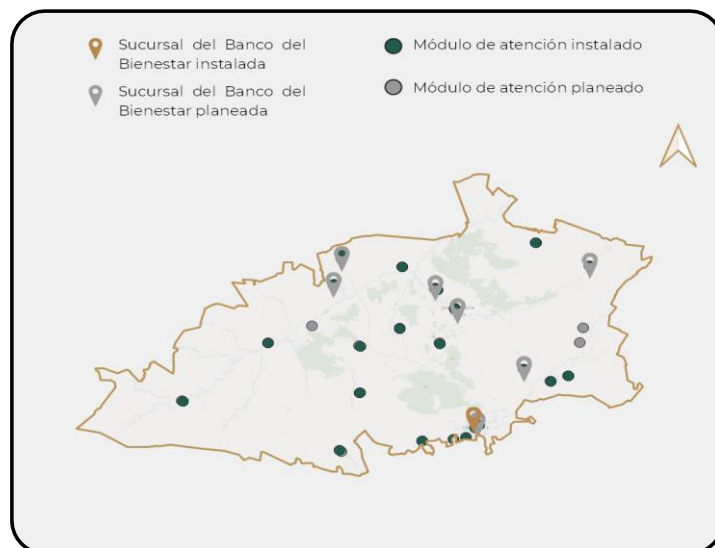 Sucursal del Banco del
Bienestar instalada
Sucursal del Banco del
Bienestar planeada
Módulo de atención instalado
Módulo de atención planeado